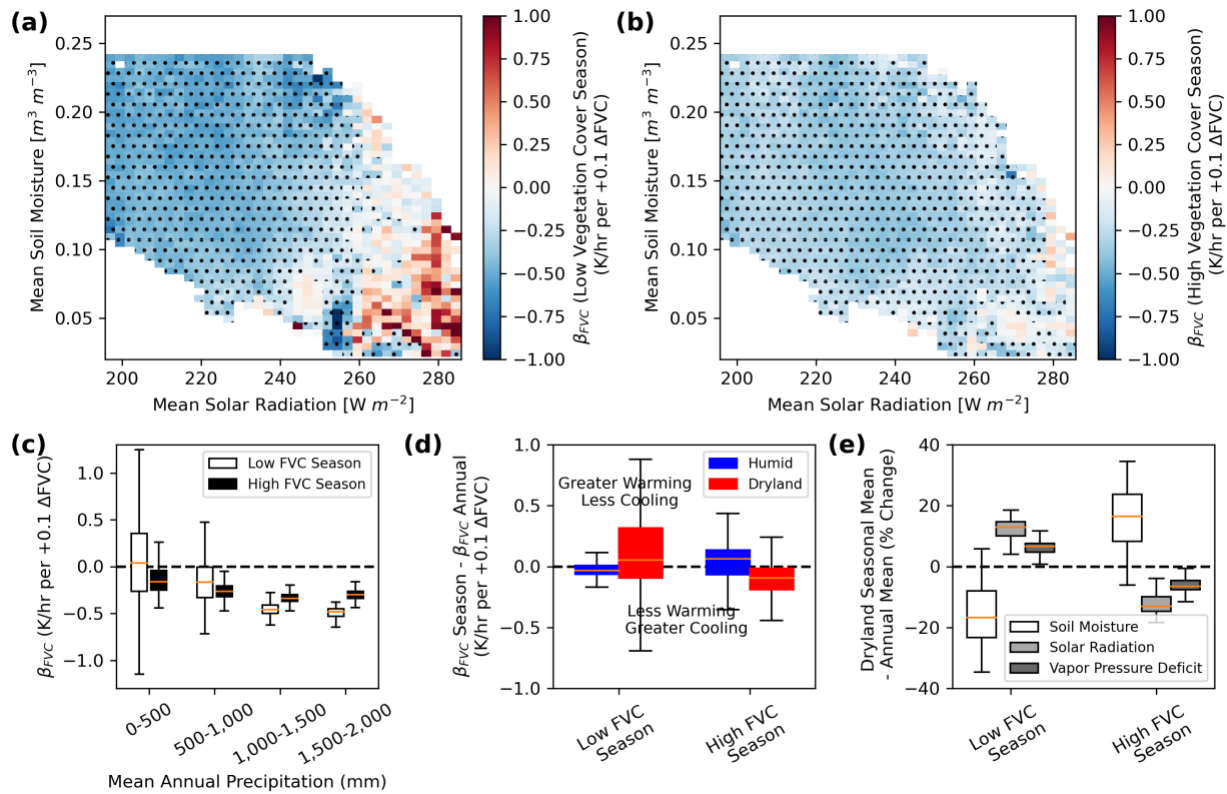 (a)
0.25
0.20
0.15
0.10
0.05
Mean Soil Moisture [m³ m⁻³]
200
220
240
260
280
Mean Solar Radiation [W m⁻²]
1.00
0.75
0.50
0.25
0.00
−0.25
−0.50
−0.75
−1.00
β_FVC (Low Vegetation Cover Season)
(K/hr per +0.1 ΔFVC)
(b)
0.25
0.20
0.15
0.10
0.05
Mean Soil Moisture [m³ m⁻³]
200
220
240
260
280
Mean Solar Radiation [W m⁻²]
1.00
0.75
0.50
0.25
0.00
−0.25
−0.50
−0.75
−1.00
β_FVC (High Vegetation Cover Season)
(K/hr per +0.1 ΔFVC)
(c)
β_FVC (K/hr per +0.1 ΔFVC)
1.0
0.5
0.0
−0.5
−1.0
Low FVC Season
High FVC Season
0-500
500-1,000
1,000-1,500
1,500-2,000
Mean Annual Precipitation (mm)
(d)
β_FVC Season - β_FVC Annual
(K/hr per +0.1 ΔFVC)
1.0
0.5
0.0
−0.5
−1.0
Humid
Dryland
Greater Warming
Less Cooling
Less Warming
Greater Cooling
Low FVC
Season
High FVC
Season
(e)
Dryland Seasonal Mean
- Annual Mean (% Change)
40
20
0
−20
−40
Soil Moisture
Solar Radiation
Vapor Pressure Deficit
Low FVC
Season
High FVC
Season